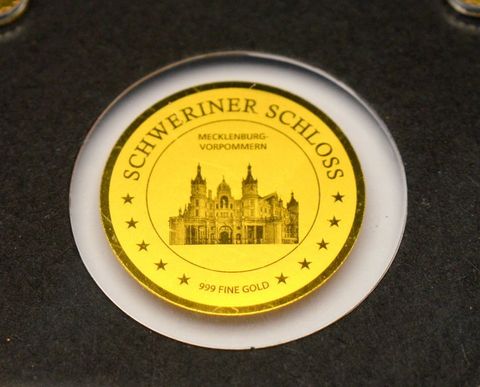 SCHWERINER SCHLOSS
MECKLENBURG-
VORPOMMERN
999 FINE GOLD